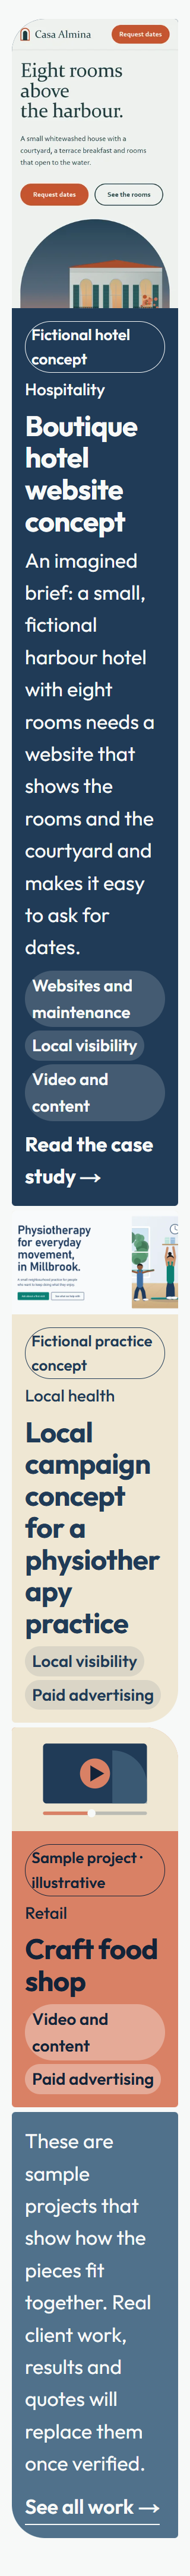 Casa Almina
Request dates
Eight rooms
above
the harbour.
A small whitewashed house with a
courtyard, a terrace breakfast and rooms
that open to the water.
Request dates
See the rooms
Fictional hotel
concept
Hospitality
Boutique
hotel
website
concept
An imagined
brief: a small,
fictional
harbour hotel
with eight
rooms needs a
website that
shows the
rooms and the
courtyard and
makes it easy
to ask for
dates.
Websites and
maintenance
Local visibility
Video and
content
Read the case
study →
Physiotherapy
for everyday
movement,
in Millbrook.
Fictional practice
concept
Local health
Local
campaign
concept
for a
physiother
apy
practice
Local visibility
Paid advertising
Sample project ·
illustrative
Retail
Craft food
shop
Video and
content
Paid advertising
These are
sample
projects that
show how the
pieces fit
together. Real
client work,
results and
quotes will
replace them
once verified.
See all work →